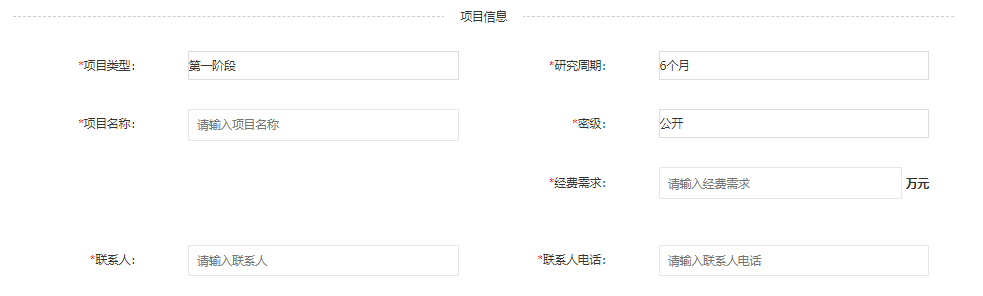 项目信息
*项目类型: 第一阶段 *研究周期: 6个月
*项目名称: 请输入项目名称 *密级: 公开
*经费需求: 请输入经费需求 万元
*联系人: 请输入联系人 *联系人电话: 请输入联系人电话